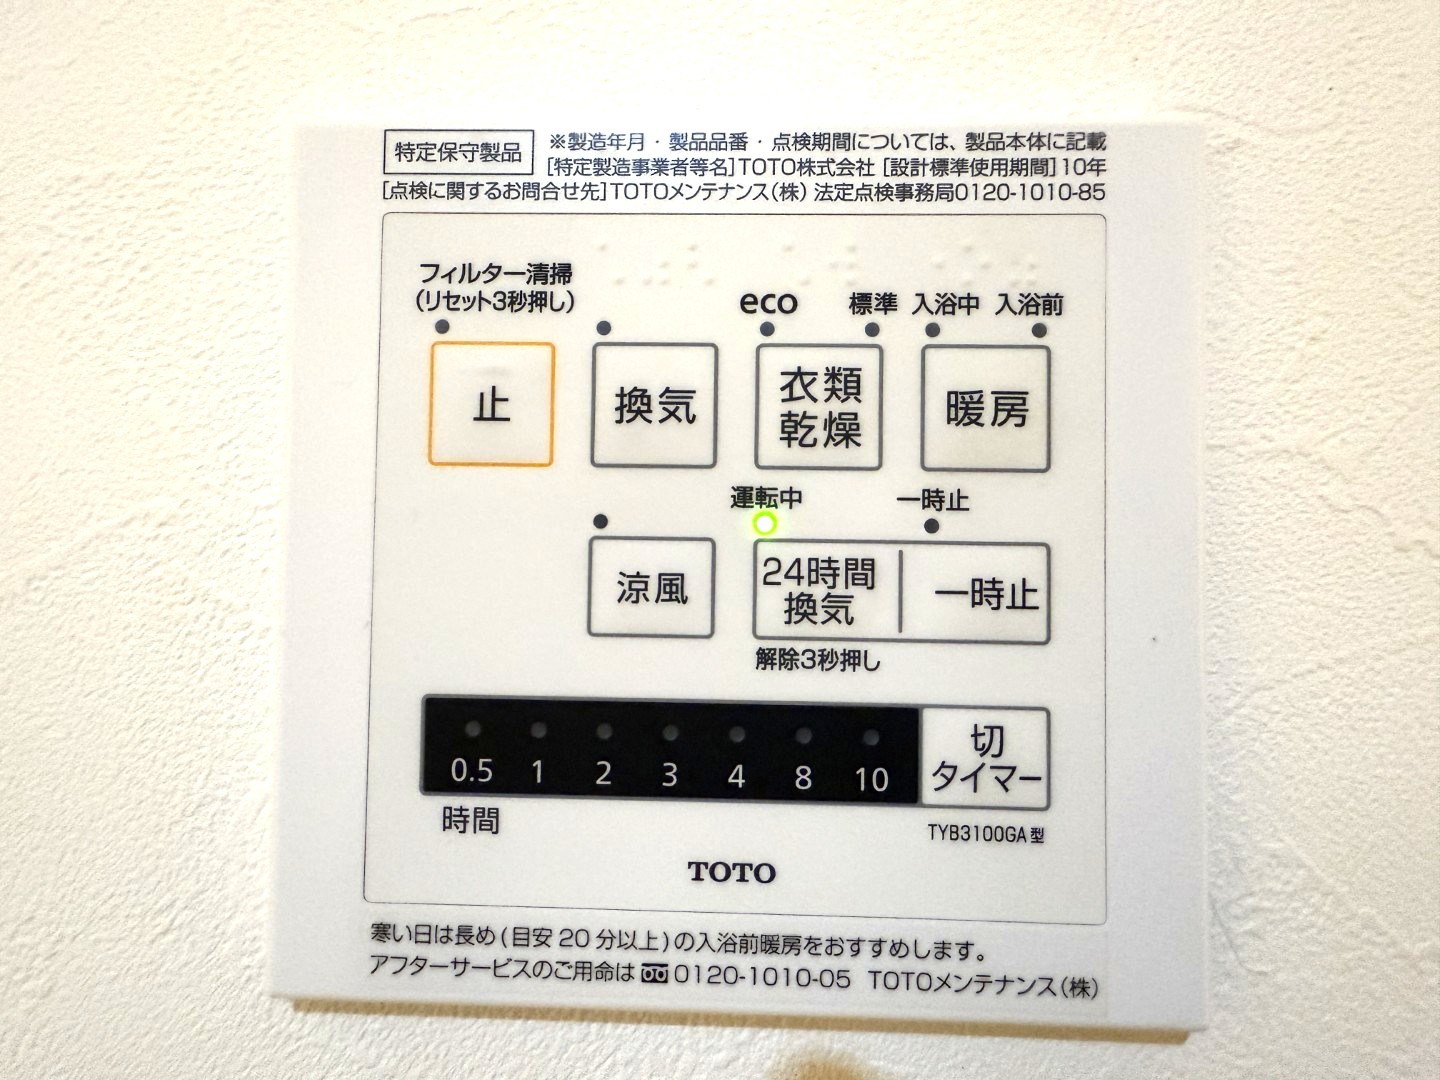 特定保守製品
※製造年月・製品品番・点検期間については、製品本体に記載
[特定製造事業者等名]TOTO株式会社 [設計標準使用期間]10年
[点検に関するお問合せ先]TOTOメンテナンス(株) 法定点検事務局0120-1010-85
フィルター清掃
(リセット3秒押し)
eco 標準 入浴中 入浴前
止
換気
衣類
乾燥
暖房
運転中 一時止
涼風
24時間
換気
一時止
解除3秒押し
0.5 1 2 3 4 8 10
切
タイマー
時間
TYB3100GA型
TOTO
寒い日は長め(目安20分以上)の入浴前暖房をおすすめします。
アフターサービスのご用命は 0120-1010-05 TOTOメンテナンス(株)